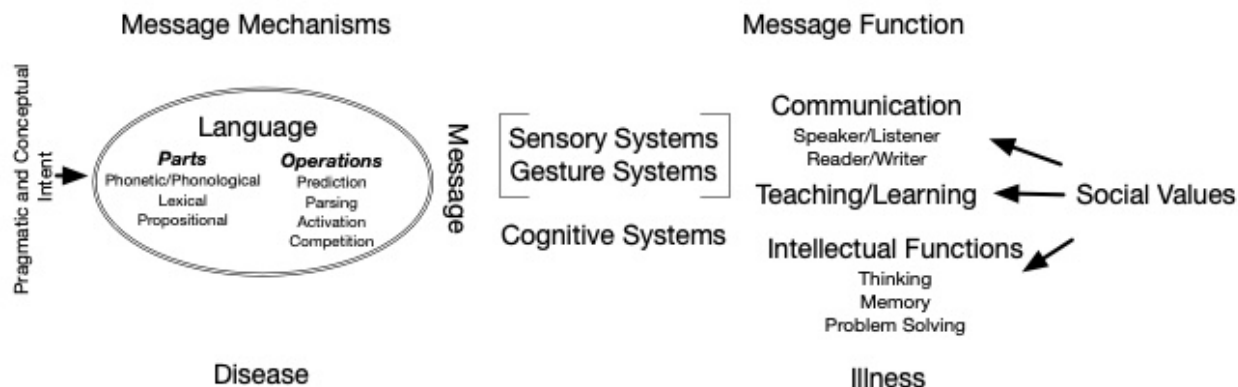 Message Mechanisms
Message Function
Pragmatic and Conceptual
Intent
Language
Parts
Phonetic/Phonological
Lexical
Propositional
Operations
Prediction
Parsing
Activation
Competition
Message
Sensory Systems
Gesture Systems
Cognitive Systems
Communication
Speaker/Listener
Reader/Writer
Teaching/Learning
Intellectual Functions
Thinking
Memory
Problem Solving
Social Values
Disease
Illness